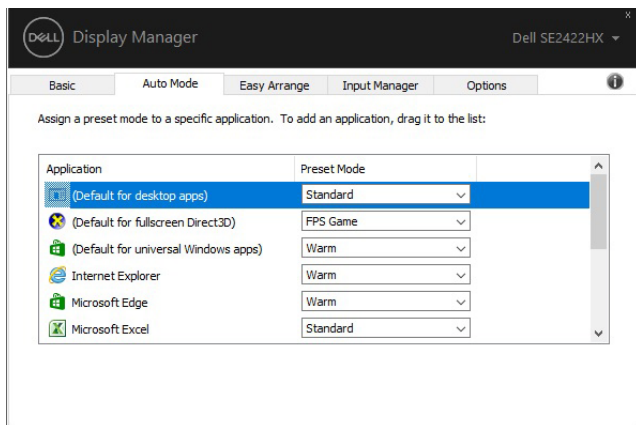 DELL Display Manager Dell SE2422HX
x
Basic Auto Mode Easy Arrange Input Manager Options
Assign a preset mode to a specific application. To add an application, drag it to the list:
Application Preset Mode
(Default for desktop apps) Standard
(Default for fullscreen Direct3D) FPS Game
(Default for universal Windows apps) Warm
Internet Explorer Warm
Microsoft Edge Warm
Microsoft Excel Standard